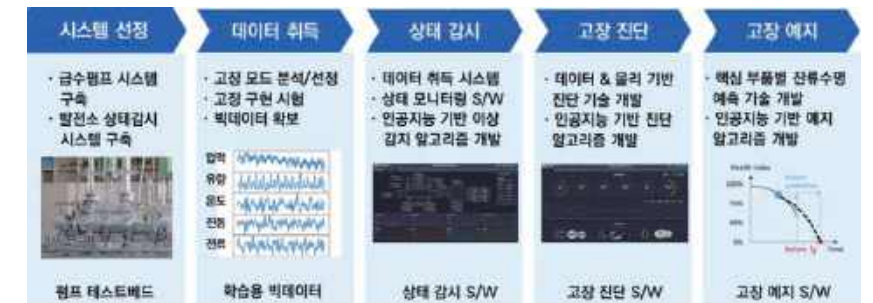 시스템 선정
· 급수펌프 시스템
구축
· 발전소 상태감시
시스템 구축
펌프 테스트베드
데이터 취득
· 고장 모드 분석/선정
· 고장 구현 시험
· 빅데이터 확보
압력
유량
온도
진동
전류
학습용 빅데이터
상태 감시
· 데이터 취득 시스템
· 상태 모니터링 S/W
· 인공지능 기반 이상
감지 알고리즘 개발
상태 감시 S/W
고장 진단
· 데이터 & 물리 기반
진단 기술 개발
· 인공지능 기반 진단
알고리즘 개발
고장 진단 S/W
고장 예지
· 핵심 부품별 잔류수명
예측 기술 개발
· 인공지능 기반 예지
알고리즘 개발
Health Index
100%
0%
Time
고장 예지 S/W